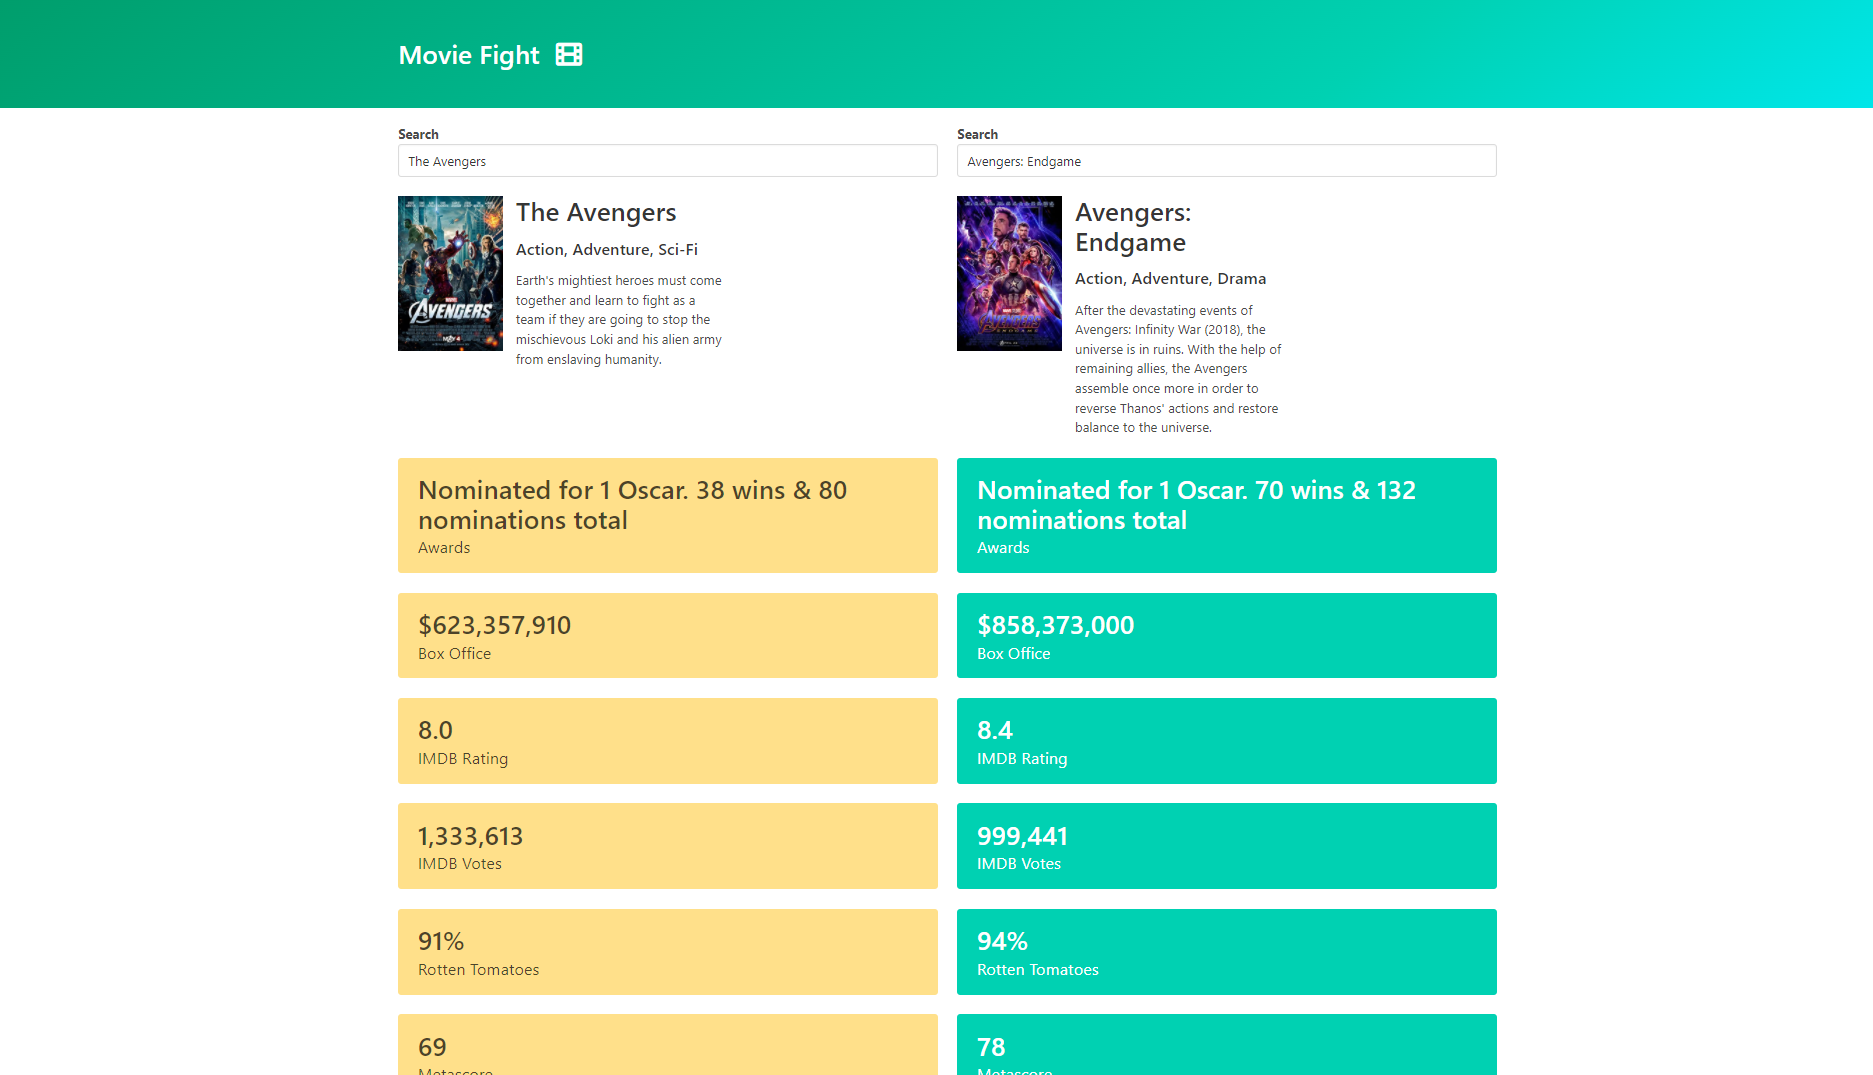 Movie Fight
Search
The Avengers
Search
Avengers: Endgame
AVENGERS
The Avengers
Action, Adventure, Sci-Fi
Earth's mightiest heroes must come
together and learn to fight as a
team if they are going to stop the
mischievous Loki and his alien army
from enslaving humanity.
Avengers:
Endgame
Action, Adventure, Drama
After the devastating events of
Avengers: Infinity War (2018), the
universe is in ruins. With the help of
remaining allies, the Avengers
assemble once more in order to
reverse Thanos' actions and restore
balance to the universe.
Nominated for 1 Oscar. 38 wins & 80
nominations total
Awards
Nominated for 1 Oscar. 70 wins & 132
nominations total
Awards
$623,357,910
Box Office
$858,373,000
Box Office
8.0
IMDB Rating
8.4
IMDB Rating
1,333,613
IMDB Votes
999,441
IMDB Votes
91%
Rotten Tomatoes
94%
Rotten Tomatoes
69
Metascore
78
Metascore